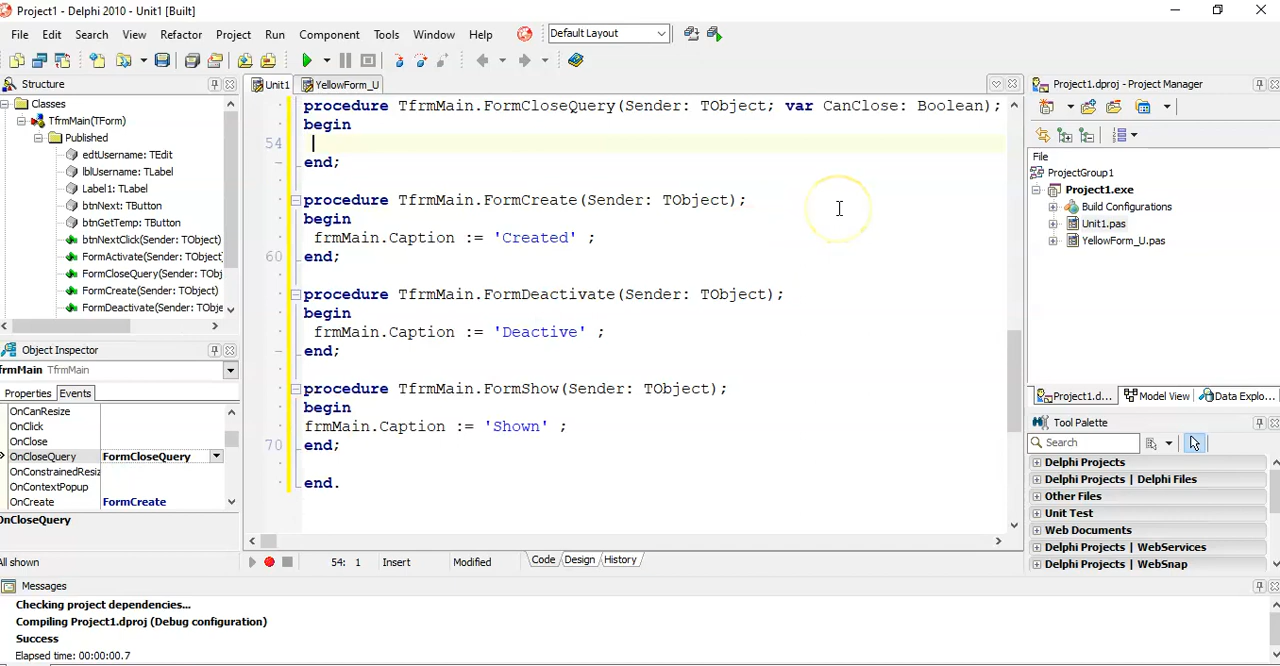 Project1 - Delphi 2010 - Unit1 [Built]
File Edit Search View Refactor Project Run Component Tools Window Help Default Layout
Structure
Classes
TfrmMain(TForm)
Published
edtUsername: TEdit
lblUsername: TLabel
Label1: TLabel
btnNext: TButton
btnGetTemp: TButton
btnNextClick(Sender: TObject)
FormActivate(Sender: TObject
FormCloseQuery(Sender: TObj
FormCreate(Sender: TObject)
FormDeactivate(Sender: TObje
Object Inspector
frmMain TfrmMain
Properties Events
OnCanResize
OnClick
OnClose
OnCloseQuery FormCloseQuery
OnConstrainedResiz
OnContextPopup
OnCreate FormCreate
OnCloseQuery
All shown
Unit1 YellowForm_U
procedure TfrmMain.FormCloseQuery(Sender: TObject; var CanClose: Boolean);
begin
54
end;
procedure TfrmMain.FormCreate(Sender: TObject);
begin
frmMain.Caption := 'Created' ;
60 end;
procedure TfrmMain.FormDeactivate(Sender: TObject);
begin
frmMain.Caption := 'Deactive' ;
end;
procedure TfrmMain.FormShow(Sender: TObject);
begin
frmMain.Caption := 'Shown' ;
70 end;
end.
54: 1 Insert Modified Code Design History
Project1.dproj - Project Manager
File
ProjectGroup1
Project1.exe
Build Configurations
Unit1.pas
YellowForm_U.pas
Project1.d... Model View Data Explo...
Tool Palette
Search
Delphi Projects
Delphi Projects | Delphi Files
Other Files
Unit Test
Web Documents
Delphi Projects | WebServices
Delphi Projects | WebSnap
Messages
Checking project dependencies...
Compiling Project1.dproj (Debug configuration)
Success
Elapsed time: 00:00:00.7